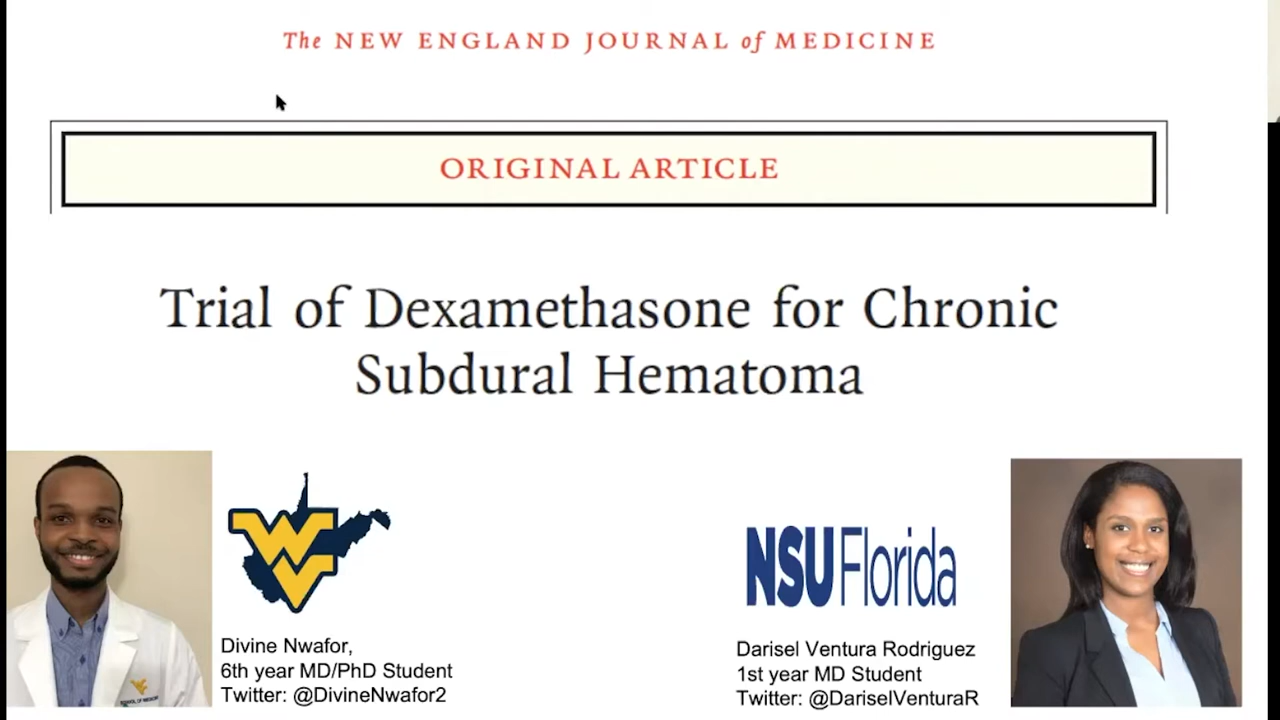 The NEW ENGLAND JOURNAL of MEDICINE
ORIGINAL ARTICLE
Trial of Dexamethasone for Chronic
Subdural Hematoma
WV
NSU Florida
Divine Nwafor,
6th year MD/PhD Student
Twitter: @DivineNwafor2
Darisel Ventura Rodriguez
1st year MD Student
Twitter: @DariselVenturaR